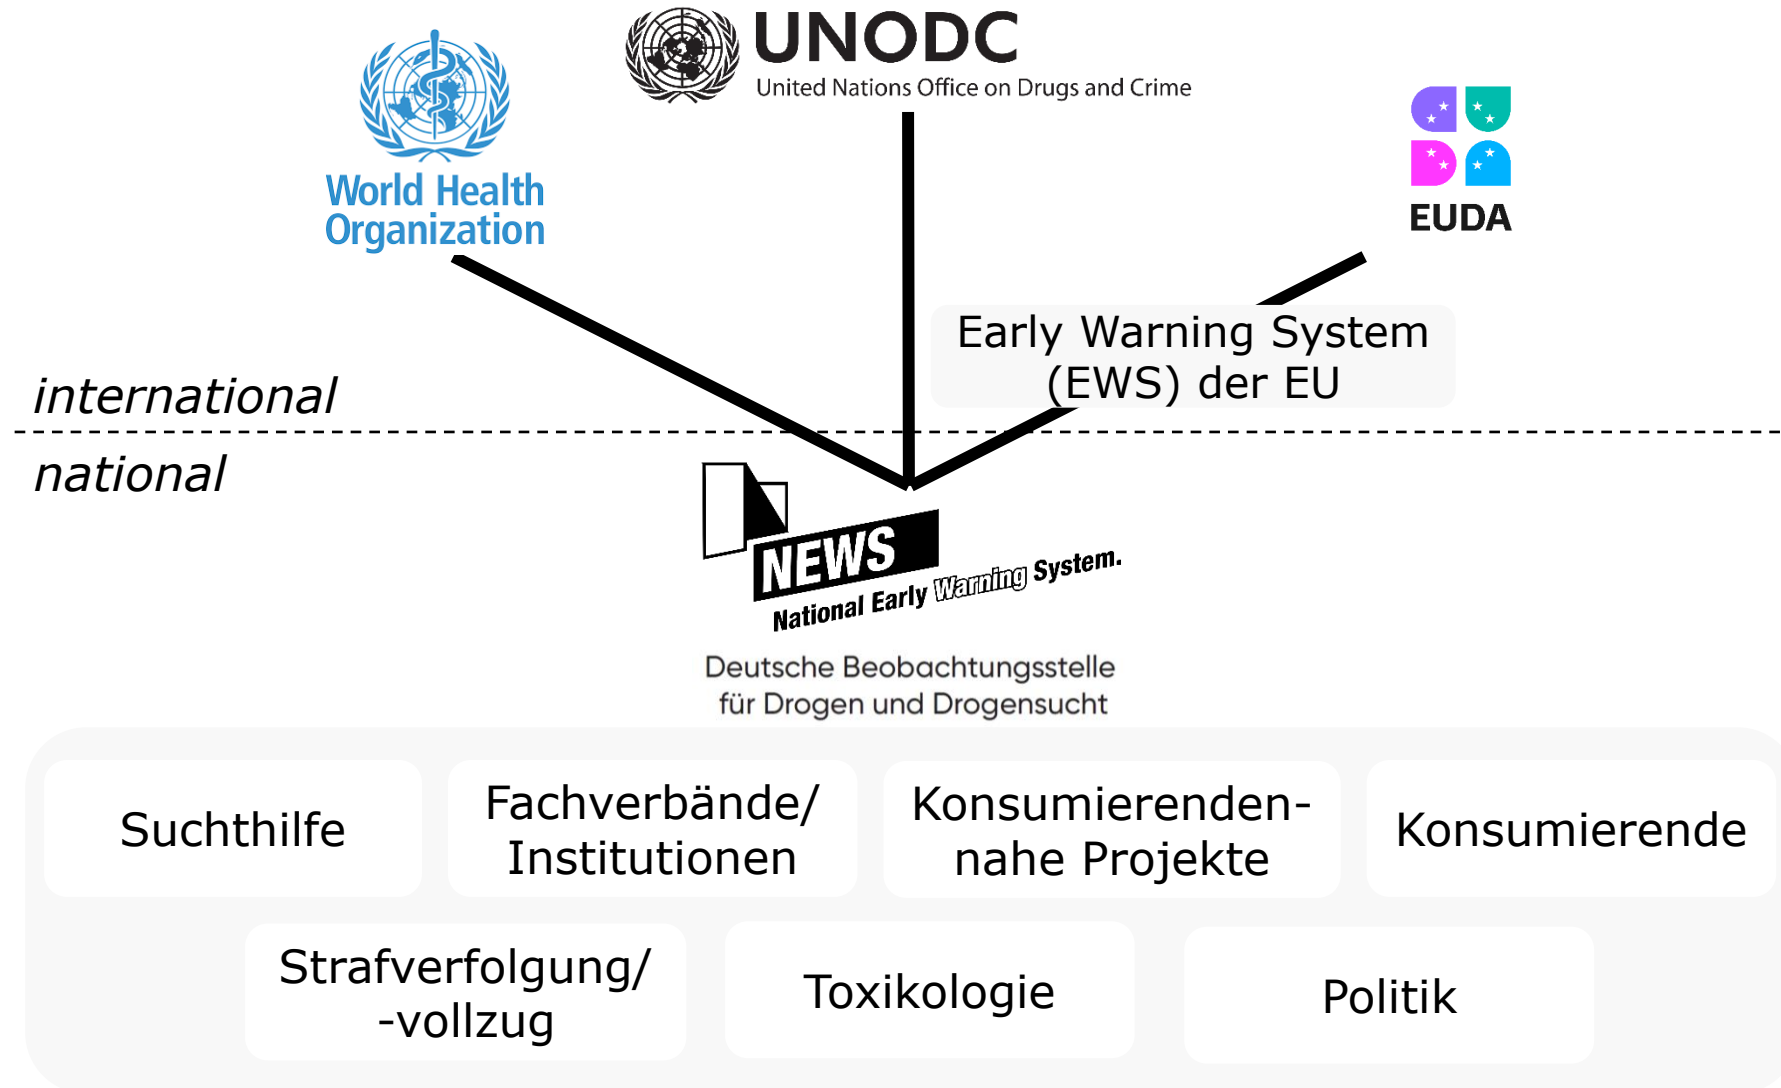 UNODC
United Nations Office on Drugs and Crime
World Health
Organization
EUDA
Early Warning System
(EWS) der EU
international
national
NEWS
National Early Warning System.
Deutsche Beobachtungsstelle
für Drogen und Drogensucht
Suchthilfe
Fachverbände/
Institutionen
Konsumierenden-
nahe Projekte
Konsumierende
Strafverfolgung/
-vollzug
Toxikologie
Politik